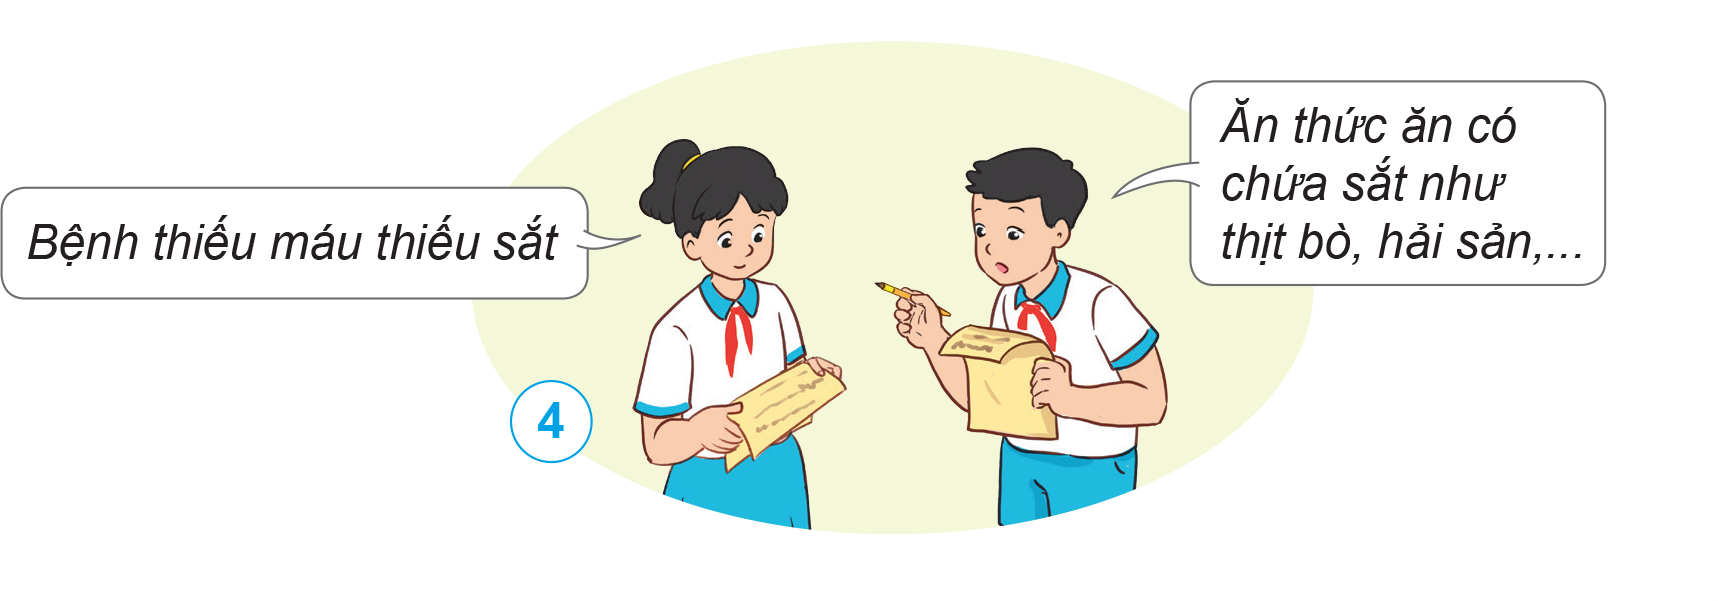 Bệnh thiếu máu thiếu sắt
Ăn thức ăn có
chứa sắt như
thịt bò, hải sản,...
4